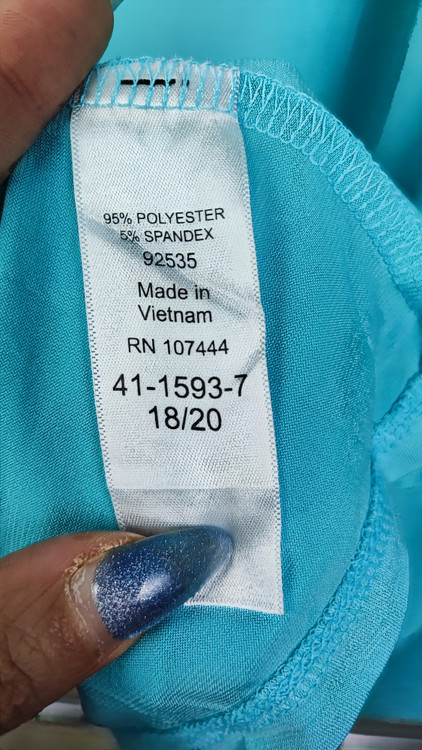 95% POLYESTER
5% SPANDEX
92535
Made in
Vietnam
RN 107444
41-1593-7
18/20